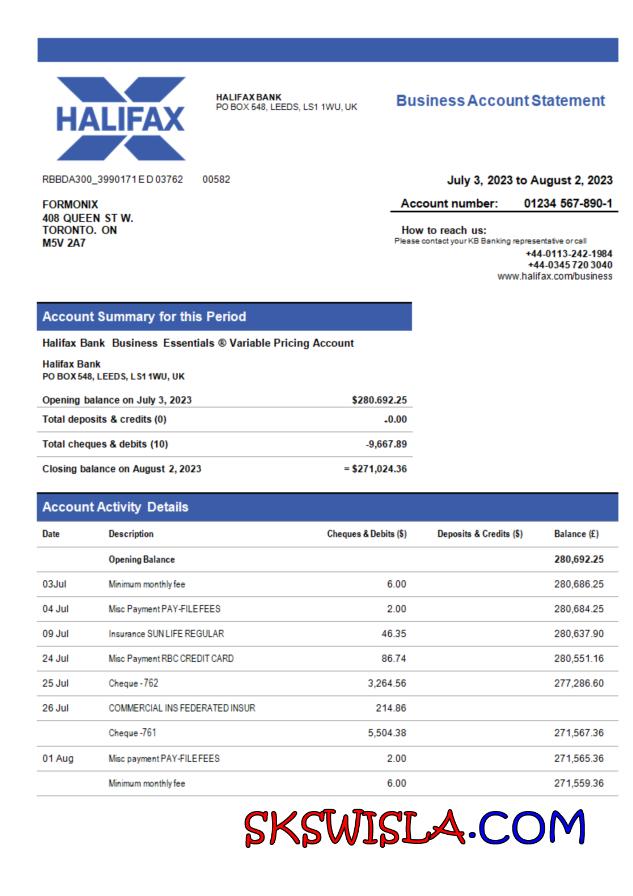 HALIFAX
HALIFAX BANK
PO BOX 548, LEEDS, LS1 1WU, UK
Business Account Statement
RBBDA300_3990171 E D 03762 00582
July 3, 2023 to August 2, 2023
FORMONIX
408 QUEEN ST W.
TORONTO. ON
M5V 2A7
Account number: 01234 567-890-1
How to reach us:
Please contact your KB Banking representative or call
+44-0113-242-1984
+44-0345 720 3040
www.halifax.com/business
Account Summary for this Period
Halifax Bank Business Essentials ® Variable Pricing Account
Halifax Bank
PO BOX 548, LEEDS, LS1 1WU, UK
Opening balance on July 3, 2023 $280.692.25
Total deposits & credits (0) -0.00
Total cheques & debits (10) -9,667.89
Closing balance on August 2, 2023 = $271,024.36
Account Activity Details
Date Description Cheques & Debits ($) Deposits & Credits ($) Balance (£)
Opening Balance 280,692.25
03Jul Minimum monthly fee 6.00 280,686.25
04 Jul Misc Payment PAY-FILE FEES 2.00 280,684.25
09 Jul Insurance SUN LIFE REGULAR 46.35 280,637.90
24 Jul Misc Payment RBC CREDIT CARD 86.74 280,551.16
25 Jul Cheque -762 3,264.56 277,286.60
26 Jul COMMERCIAL INS FEDERATED INSUR 214.86
Cheque -761 5,504.38 271,567.36
01 Aug Misc payment PAY-FILE FEES 2.00 271,565.36
Minimum monthly fee 6.00 271,559.36
SKSWISLA.COM